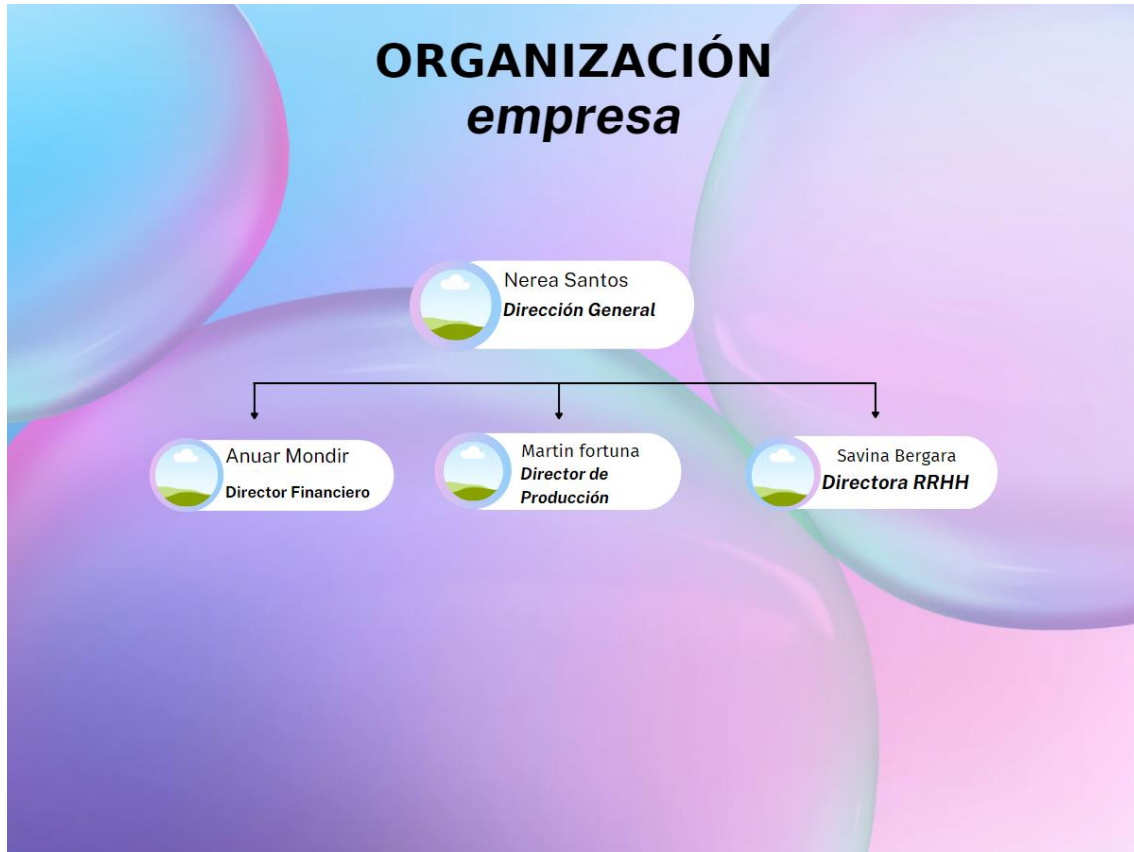 ORGANIZACIÓN
empresa
Nerea Santos
Dirección General
Anuar Mondir
Director Financiero
Martin fortuna
Director de
Producción
Savina Bergara
Directora RRHH